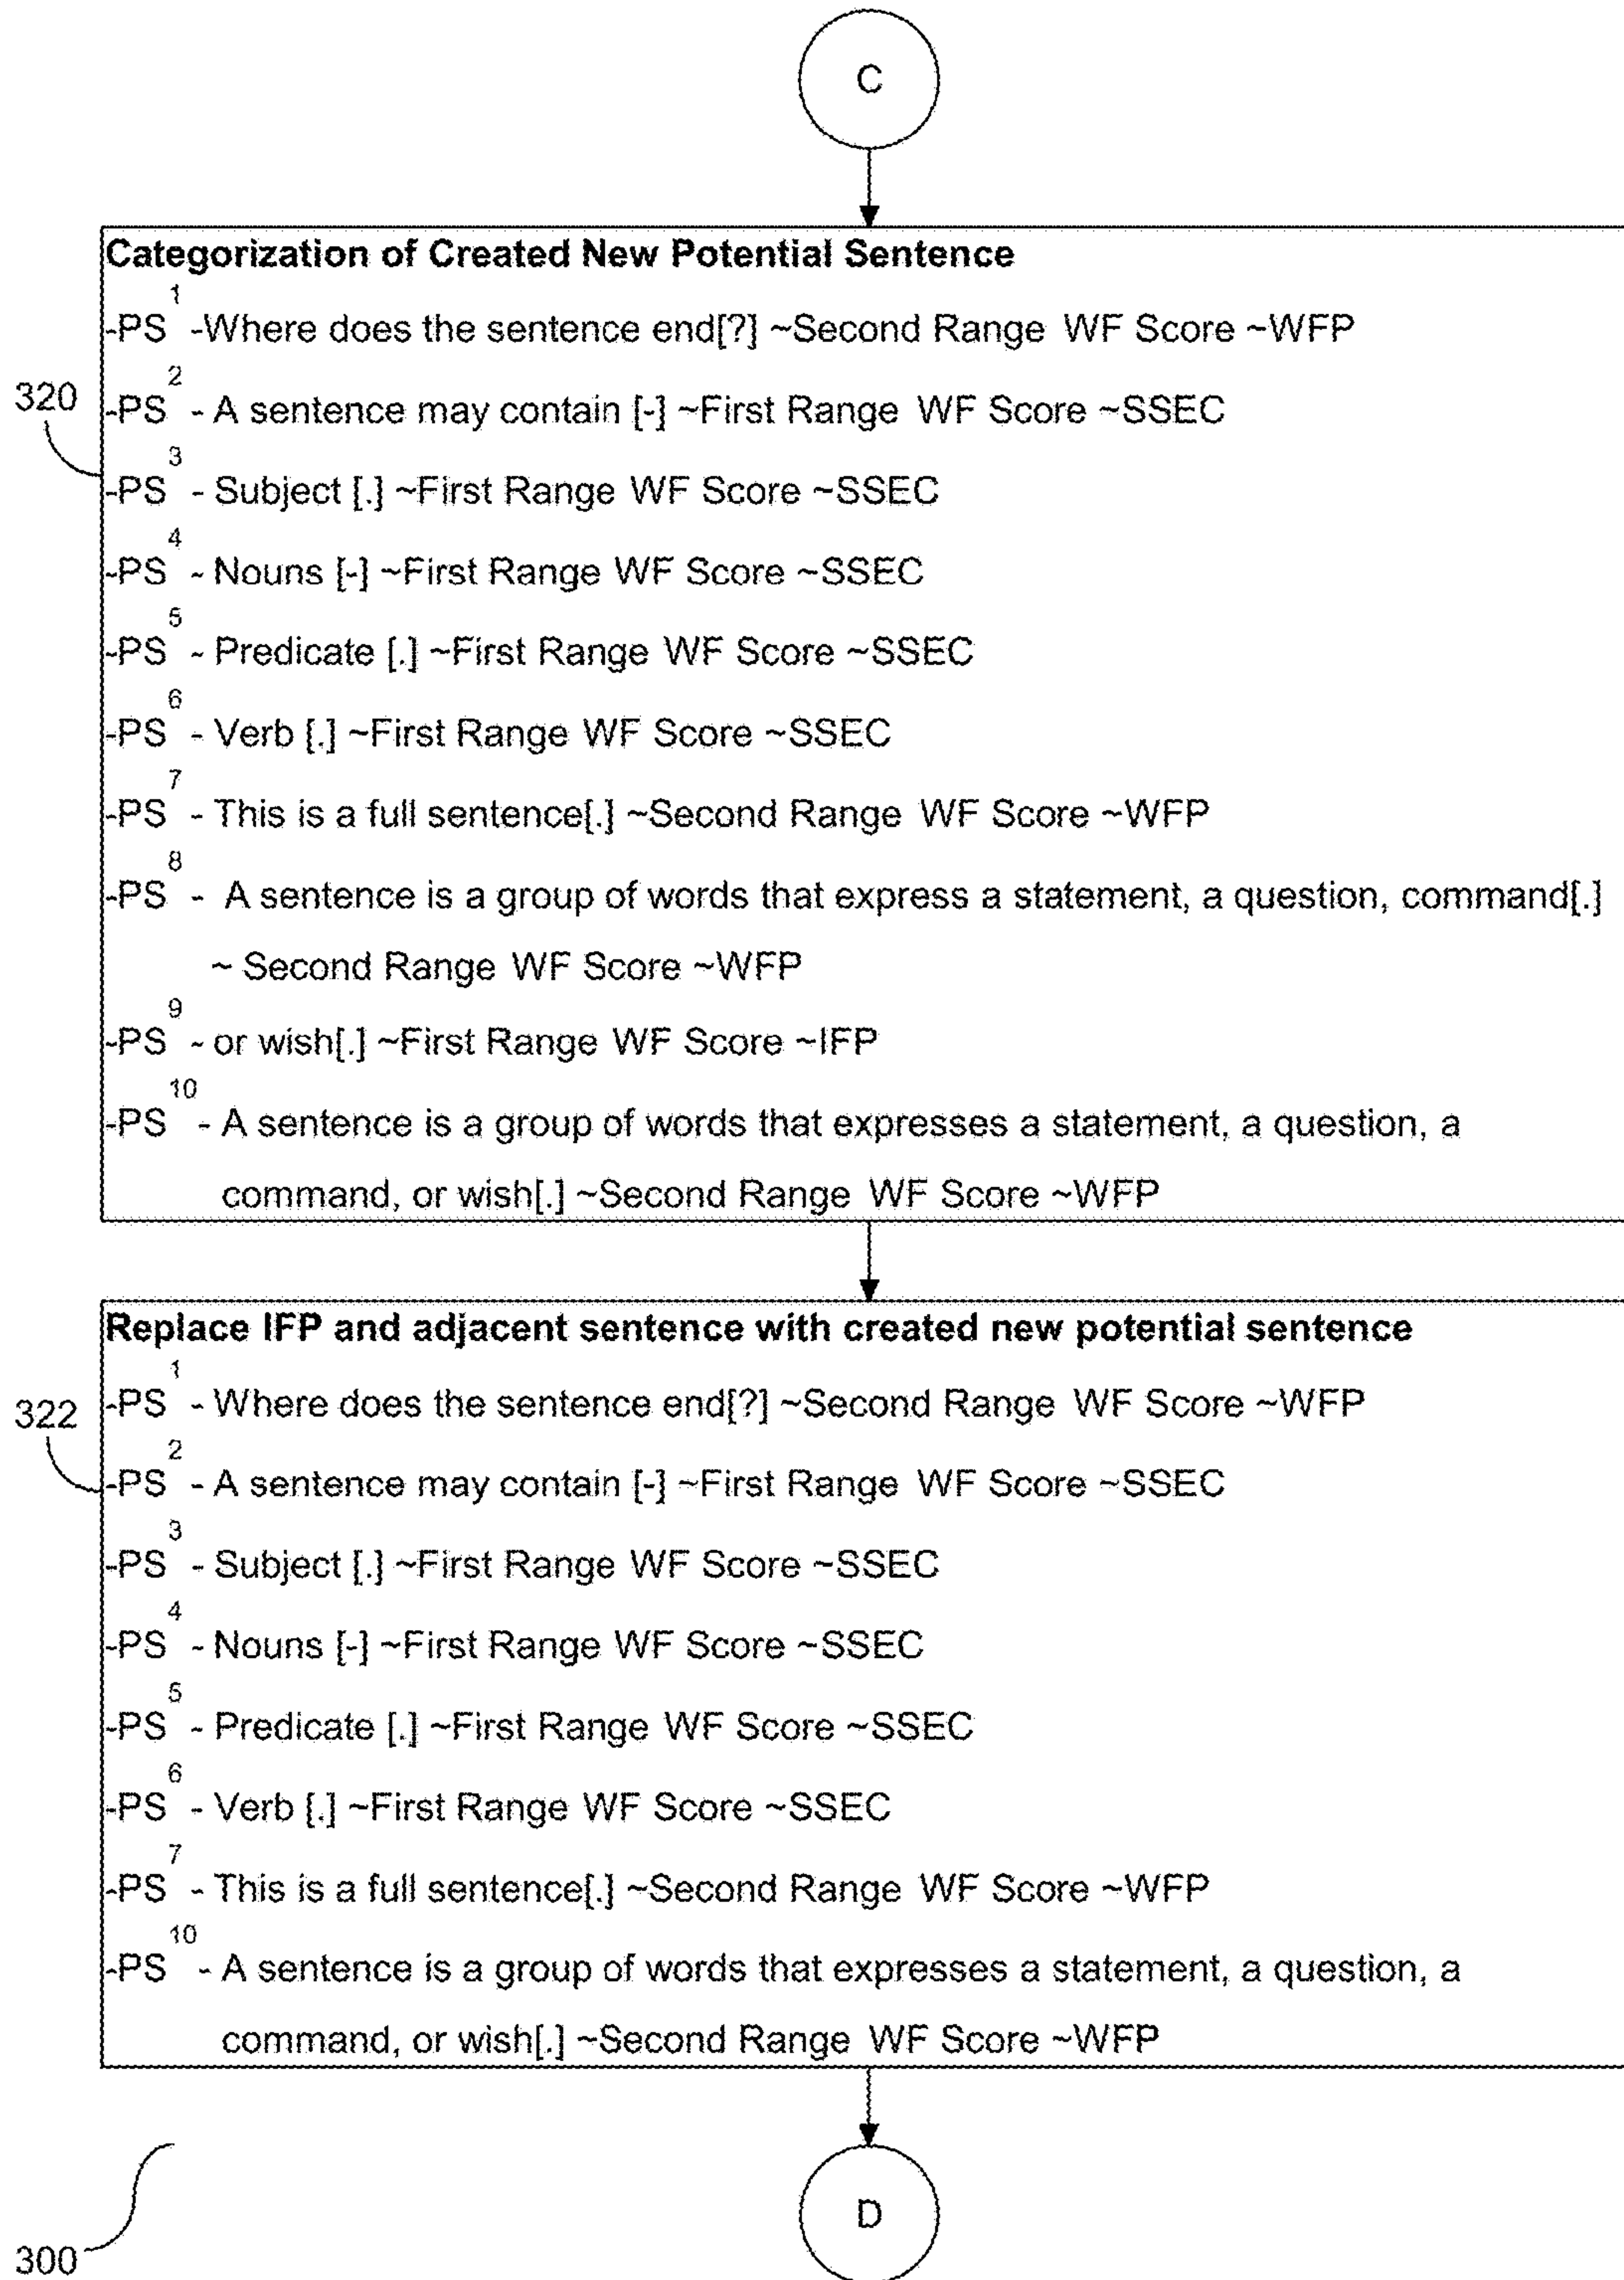 C
Categorization of Created New Potential Sentence
-PS¹ -Where does the sentence end[?] ~Second Range WF Score ~WFP
320
-PS² - A sentence may contain [-] ~First Range WF Score ~SSEC
-PS³ - Subject [.] ~First Range WF Score ~SSEC
-PS⁴ - Nouns [-] ~First Range WF Score ~SSEC
-PS⁵ - Predicate [.] ~First Range WF Score ~SSEC
-PS⁶ - Verb [.] ~First Range WF Score ~SSEC
-PS⁷ - This is a full sentence[.] ~Second Range WF Score ~WFP
-PS⁸ - A sentence is a group of words that express a statement, a question, command[.]
~ Second Range WF Score ~WFP
-PS⁹ - or wish[.] ~First Range WF Score ~IFP
-PS¹⁰ - A sentence is a group of words that expresses a statement, a question, a
command, or wish[.] ~Second Range WF Score ~WFP
Replace IFP and adjacent sentence with created new potential sentence
-PS¹ - Where does the sentence end[?] ~Second Range WF Score ~WFP
322
-PS² - A sentence may contain [-] ~First Range WF Score ~SSEC
-PS³ - Subject [.] ~First Range WF Score ~SSEC
-PS⁴ - Nouns [-] ~First Range WF Score ~SSEC
-PS⁵ - Predicate [.] ~First Range WF Score ~SSEC
-PS⁶ - Verb [.] ~First Range WF Score ~SSEC
-PS⁷ - This is a full sentence[.] ~Second Range WF Score ~WFP
-PS¹⁰ - A sentence is a group of words that expresses a statement, a question, a
command, or wish[.] ~Second Range WF Score ~WFP
D
300